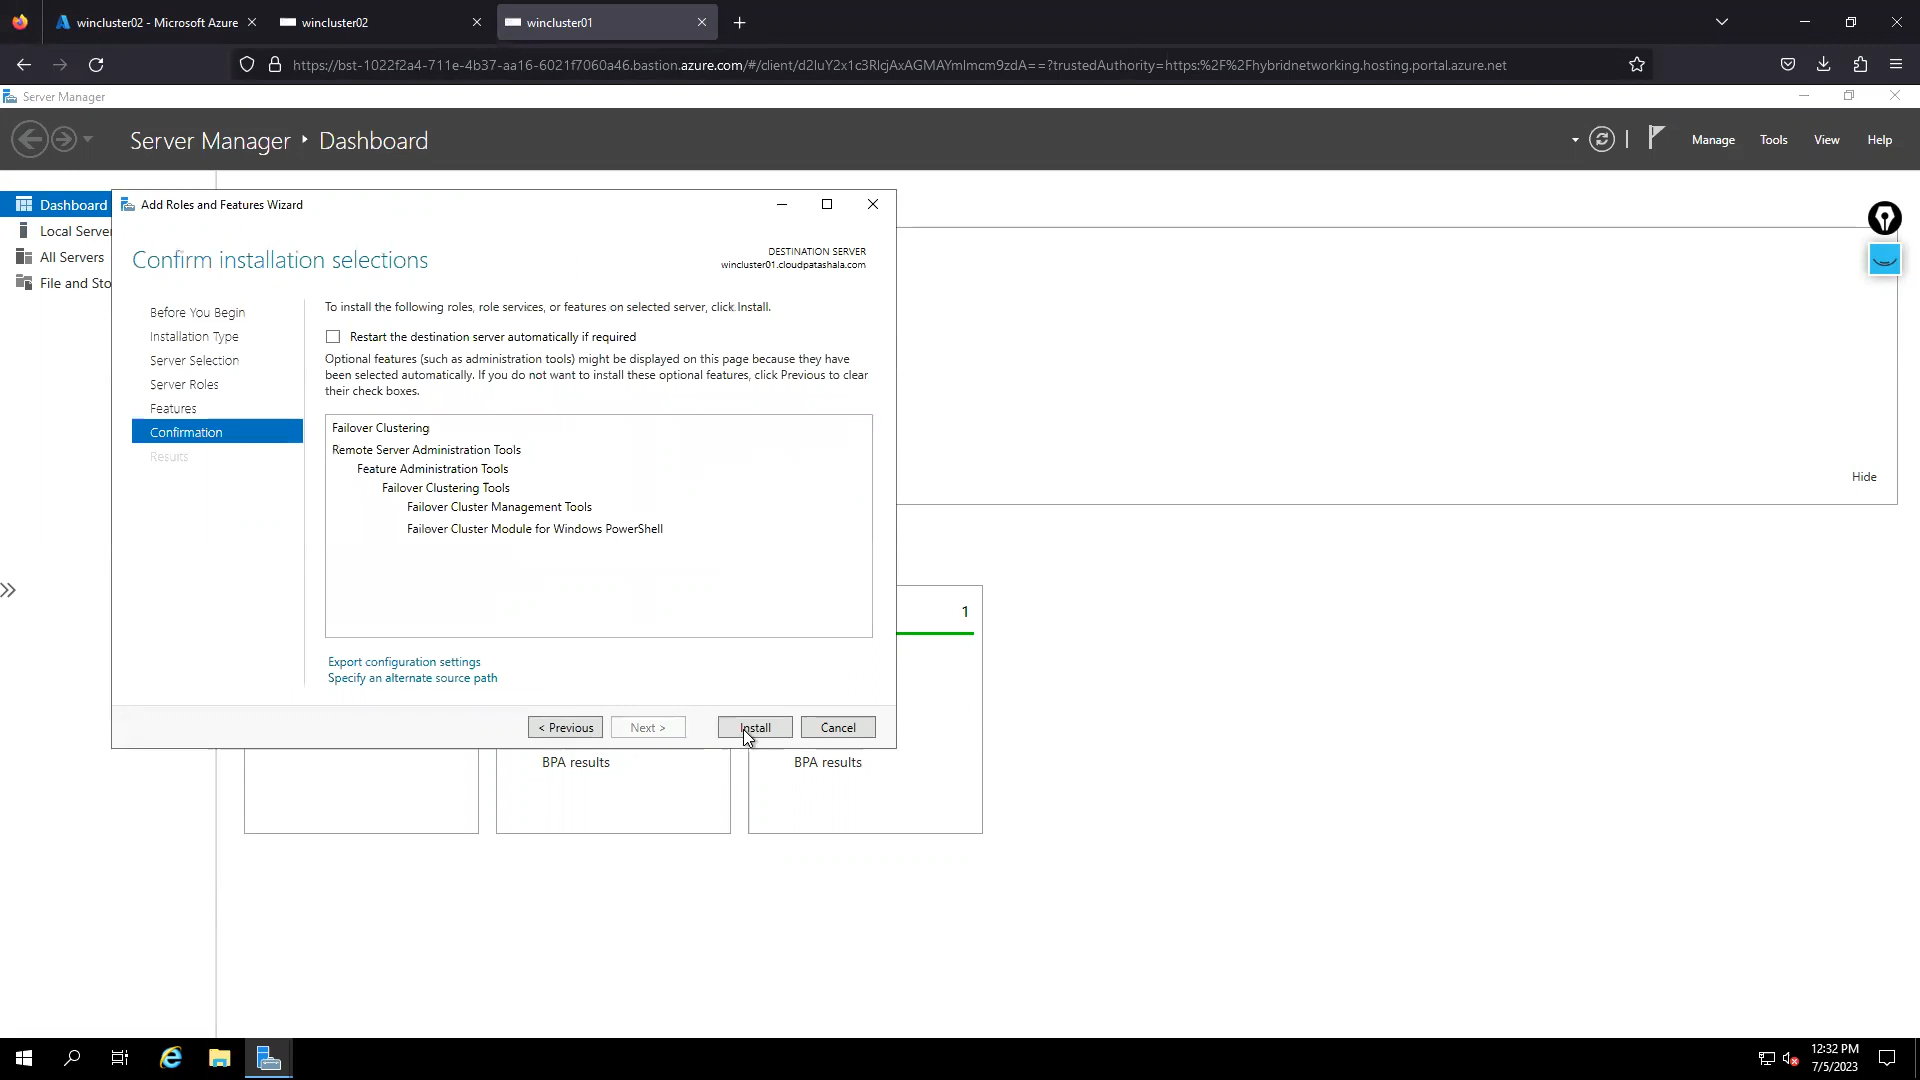 wincluster02 - Microsoft Azure
wincluster02
wincluster01
https://bst-1022f2a4-711e-4b37-aa16-6021f7060a46.bastion.azure.com/#/client/d2luY2x1c3RlcjAxAGMAYmlmcm9zdA==?trustedAuthority=https:%2F%2Fhybridnetworking.hosting.portal.azure.net
Server Manager
Server Manager
Dashboard
Manage
Tools
View
Help
Dashboard
Local Server
All Servers
File and Sto
Add Roles and Features Wizard
Confirm installation selections
DESTINATION SERVER
wincluster01.cloudpatashala.com
Before You Begin
Installation Type
Server Selection
Server Roles
Features
Confirmation
Results
To install the following roles, role services, or features on selected server, click Install.
Restart the destination server automatically if required
Optional features (such as administration tools) might be displayed on this page because they have
been selected automatically. If you do not want to install these optional features, click Previous to clear
their check boxes.
Failover Clustering
Remote Server Administration Tools
Feature Administration Tools
Failover Clustering Tools
Failover Cluster Management Tools
Failover Cluster Module for Windows PowerShell
Export configuration settings
Specify an alternate source path
< Previous
Next >
Install
Cancel
Hide
1
BPA results
BPA results
12:32 PM
7/5/2023